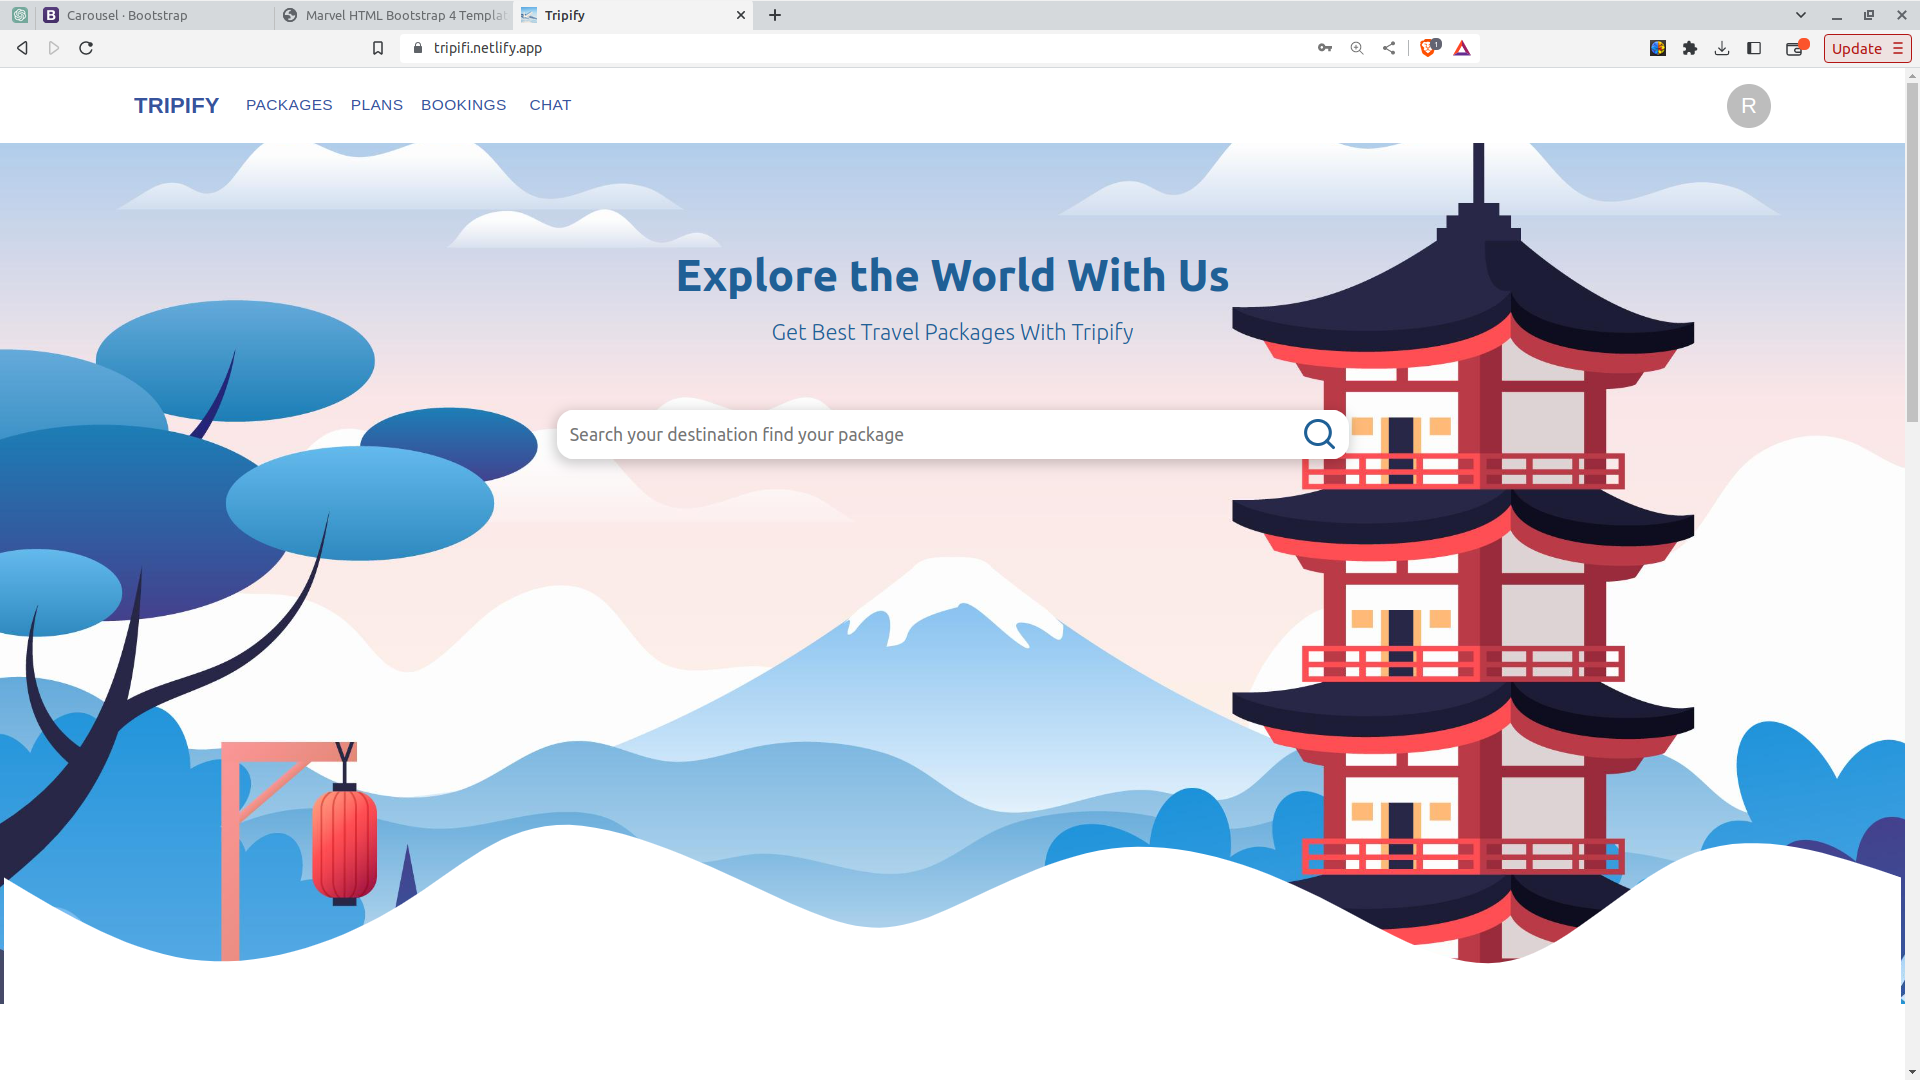 Carousel · Bootstrap
Marvel HTML Bootstrap 4 Templat
Tripify
tripifi.netlify.app
1
Update
TRIPIFY
PACKAGES
PLANS
BOOKINGS
CHAT
R
Explore the World With Us
Get Best Travel Packages With Tripify
Search your destination find your package